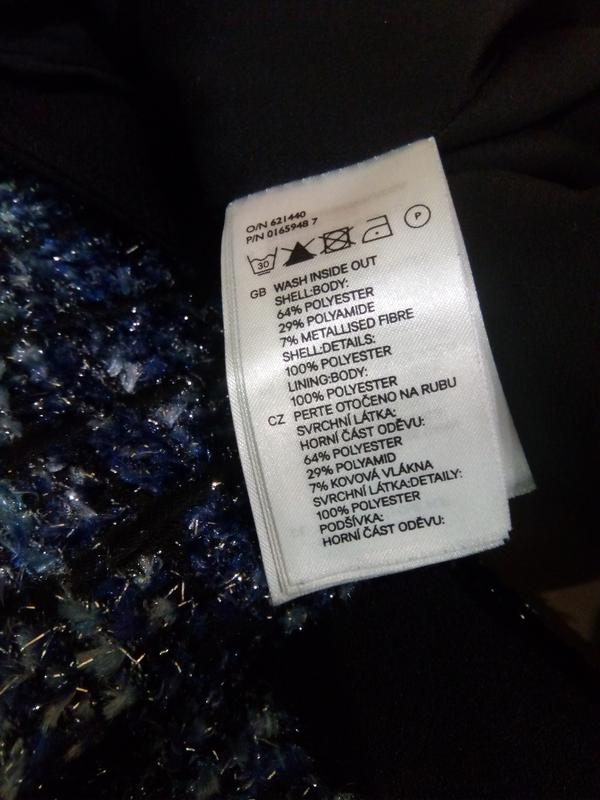 O/N 621440
P/N 0165948 7
30 P
GB WASH INSIDE OUT
SHELL:BODY:
64% POLYESTER
29% POLYAMIDE
7% METALLISED FIBRE
SHELL:DETAILS:
100% POLYESTER
LINING:BODY:
100% POLYESTER
CZ PERTE OTOČENO NA RUBU
SVRCHNÍ LÁTKA:
HORNÍ ČÁST ODĚVU:
64% POLYESTER
29% POLYAMID
7% KOVOVÁ VLÁKNA
SVRCHNÍ LÁTKA:DETAILY:
100% POLYESTER
PODŠÍVKA:
HORNÍ ČÁST ODĚVU: